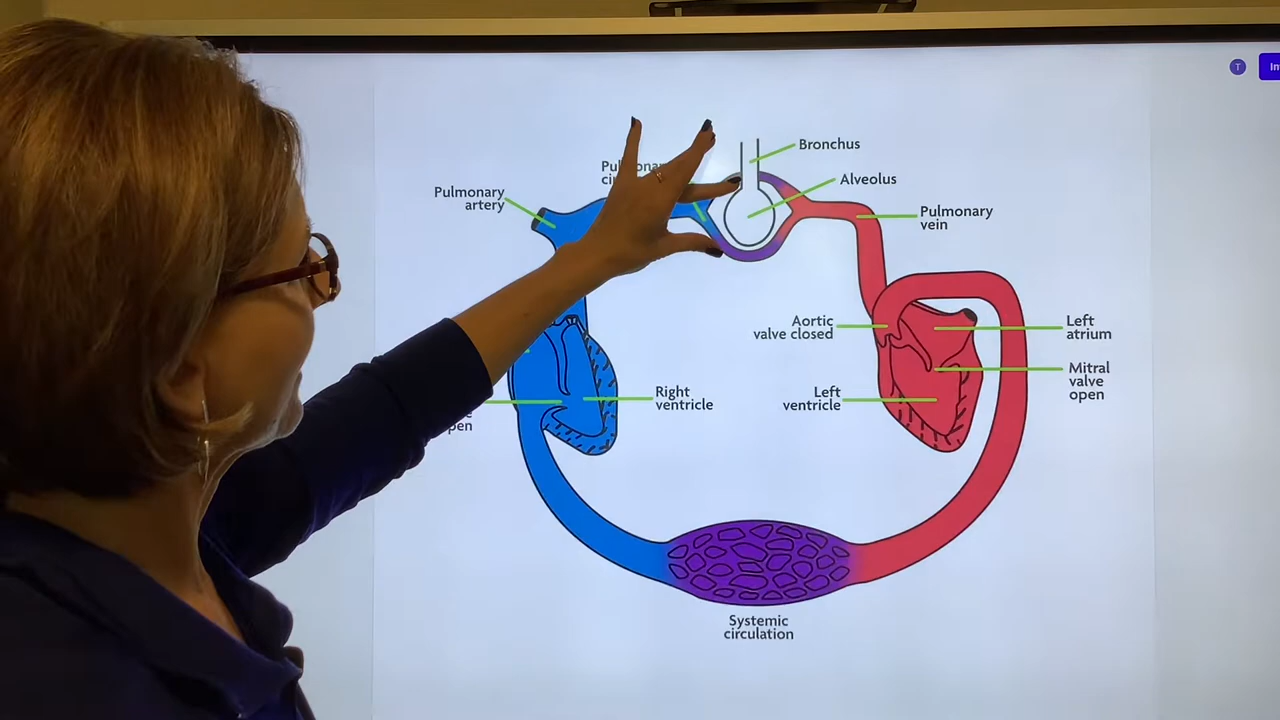 T
Bronchus
Alveolus
Pulmonary
artery
Pulmonary
vein
Aortic
valve closed
Left
atrium
Mitral
valve
open
Right
ventricle
Left
ventricle
Systemic
circulation